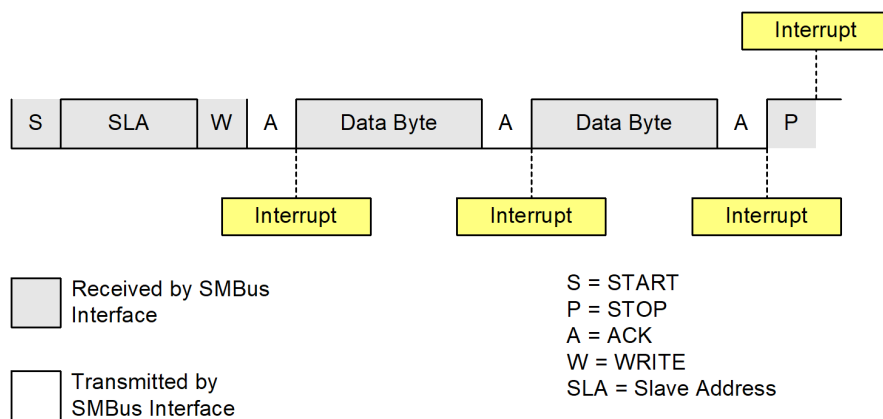 Interrupt
S SLA W A Data Byte A Data Byte A P
Interrupt Interrupt Interrupt
Received by SMBus
Interface
Transmitted by
SMBus Interface
S = START
P = STOP
A = ACK
W = WRITE
SLA = Slave Address